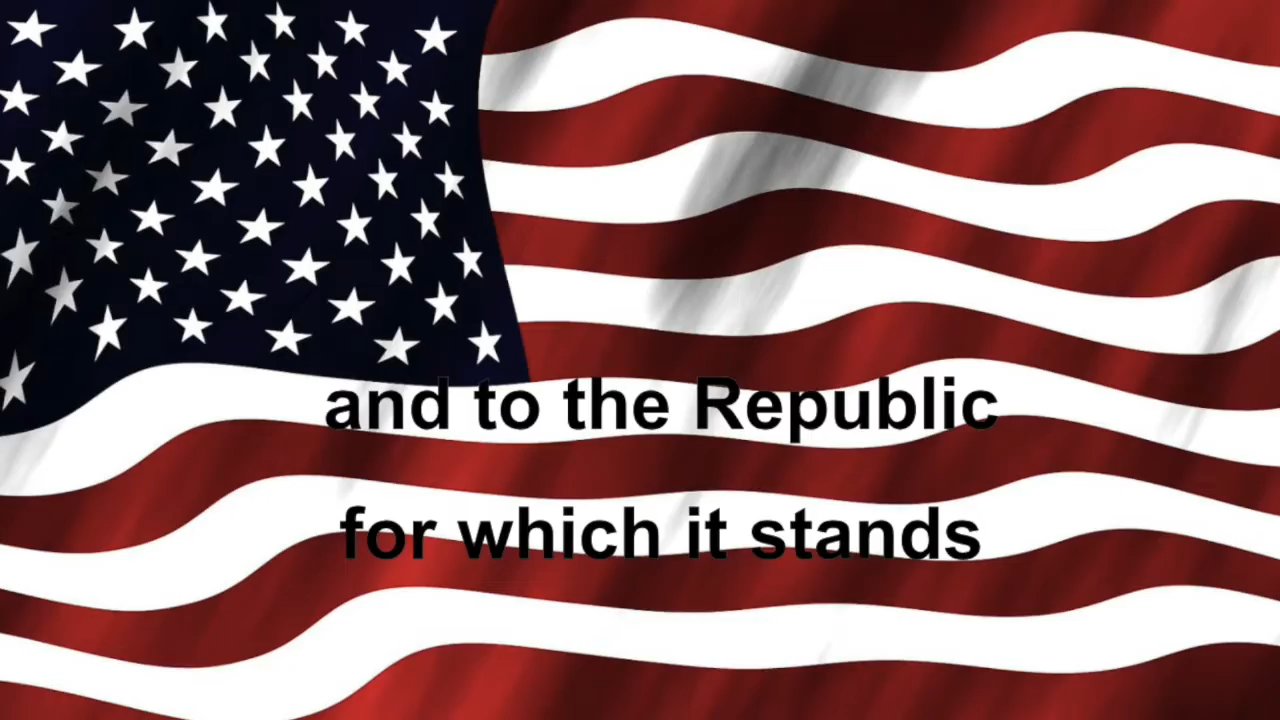 and to the Republic
for which it stands